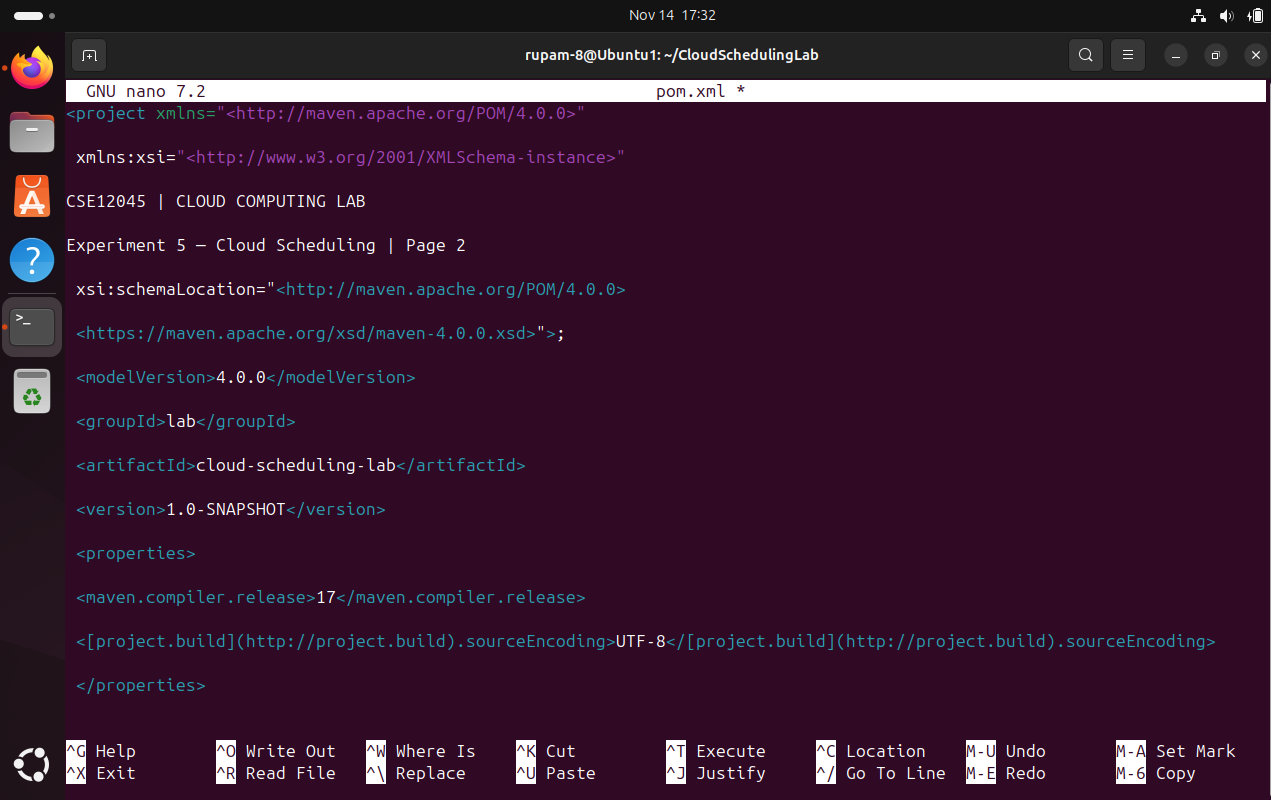 Nov 14 17:32
rupam-8@Ubuntu1: ~/CloudSchedulingLab
GNU nano 7.2 pom.xml *
<project xmlns="<http://maven.apache.org/POM/4.0.0>"
xmlns:xsi="<http://www.w3.org/2001/XMLSchema-instance>"
CSE12045 | CLOUD COMPUTING LAB
Experiment 5 – Cloud Scheduling | Page 2
xsi:schemaLocation="<http://maven.apache.org/POM/4.0.0>
<https://maven.apache.org/xsd/maven-4.0.0.xsd>">;
<modelVersion>4.0.0</modelVersion>
<groupId>lab</groupId>
<artifactId>cloud-scheduling-lab</artifactId>
<version>1.0-SNAPSHOT</version>
<properties>
<maven.compiler.release>17</maven.compiler.release>
<[project.build](http://project.build).sourceEncoding>UTF-8</[project.build](http://project.build).sourceEncoding>
</properties>
^G Help ^O Write Out ^W Where Is ^K Cut ^T Execute ^C Location M-U Undo M-A Set Mark
^X Exit ^R Read File ^\ Replace ^U Paste ^J Justify ^/ Go To Line M-E Redo M-6 Copy